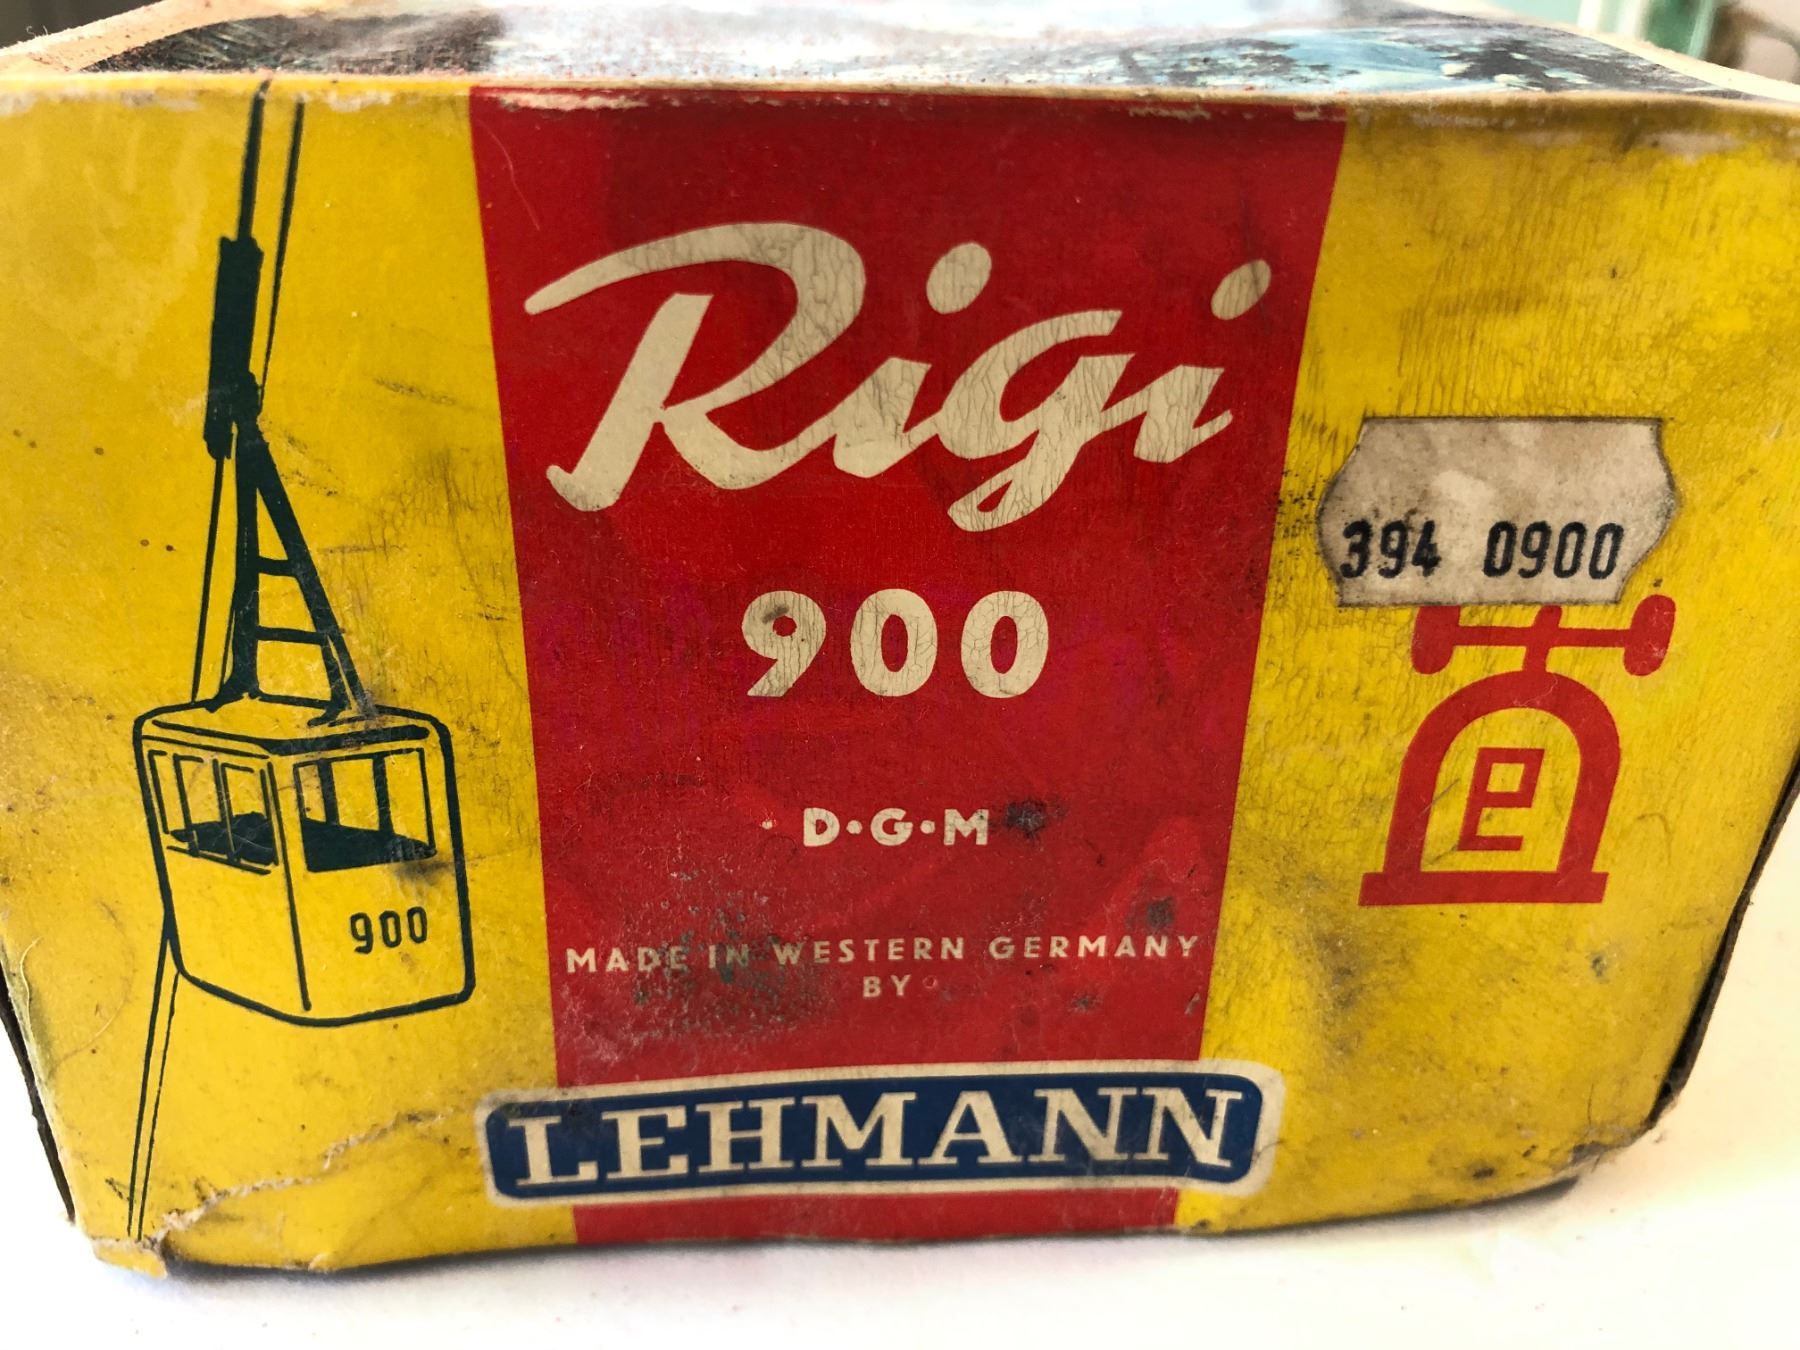 Rigi
900
D·G·M
MADE IN WESTERN GERMANY
BY
LEHMANN
900
394 0900
e